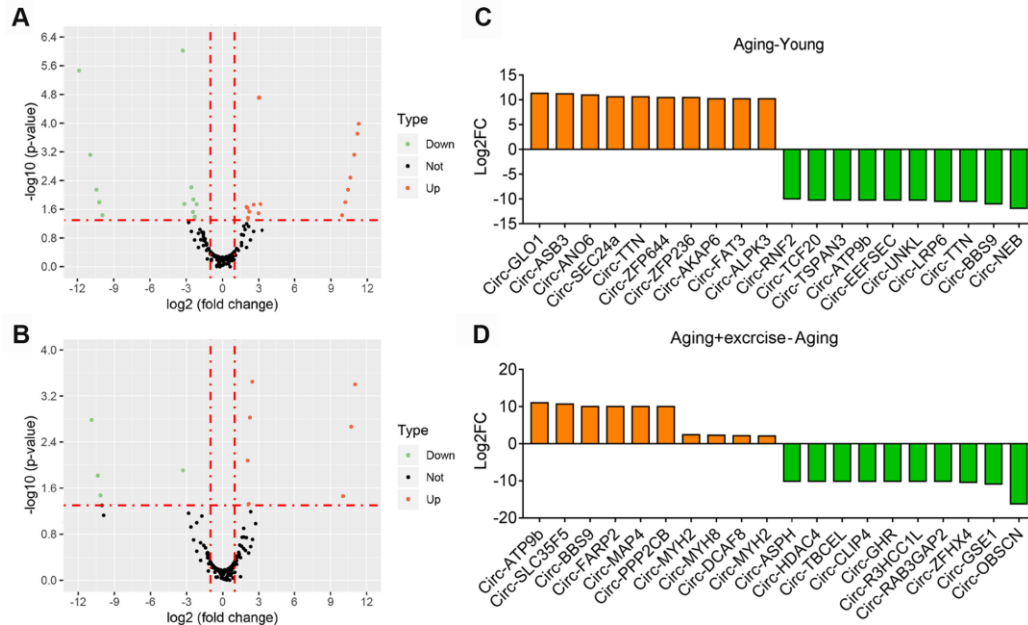 A
6.4
5.6
4.8
4.0
3.2
2.4
1.6
0.8
0.0
-log10 (p-value)
-12 -9 -6 -3 0 3 6 9 12
log2 (fold change)
Type
Down
Not
Up
B
4.0
3.2
2.4
1.6
0.8
0.0
-log10 (p-value)
-12 -9 -6 -3 0 3 6 9 12
log2 (fold change)
Type
Down
Not
Up
C
Aging-Young
15
10
5
0
-5
-10
-15
Log2FC
Circ-GLO1
Circ-ASB3
Circ-ANO6
Circ-SEC24a
Circ-TTN
Circ-ZFP644
Circ-ZFP236
Circ-AKAP6
Circ-FAT3
Circ-ALPK3
Circ-RNF2
Circ-TCF20
Circ-TSPAN3
Circ-ATP9b
Circ-EEFSEC
Circ-UNKL
Circ-LRP6
Circ-TTN
Circ-BBS9
Circ-NEB
D
Aging+excrcise-Aging
20
10
0
-10
-20
Log2FC
Circ-ATP9b
Circ-SLC35F5
Circ-BBS9
Circ-FARP2
Circ-MAP4
Circ-PPP2CB
Circ-MYH2
Circ-MYH8
Circ-DCAF8
Circ-MYH2
Circ-ASPH
Circ-HDAC4
Circ-TBCEL
Circ-CLIP4
Circ-GHR
Circ-R3HCC1L
Circ-RAB3GAP2
Circ-ZFHX4
Circ-GSE1
Circ-OBSCN